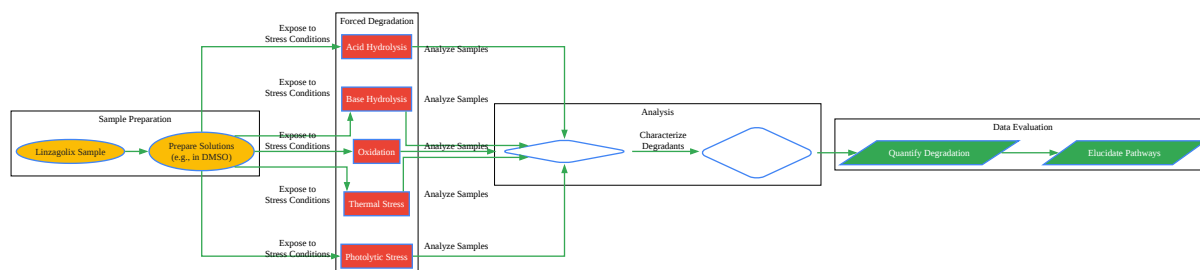 Sample Preparation
Linzagolix Sample
Prepare Solutions
(e.g., in DMSO)
Expose to
Stress Conditions
Expose to
Stress Conditions
Expose to
Stress Conditions
Expose to
Stress Conditions
Expose to
Stress Conditions
Forced Degradation
Acid Hydrolysis
Base Hydrolysis
Oxidation
Thermal Stress
Photolytic Stress
Analyze Samples
Analyze Samples
Analyze Samples
Analyze Samples
Analyze Samples
Analysis
Characterize
Degradants
Data Evaluation
Quantify Degradation
Elucidate Pathways